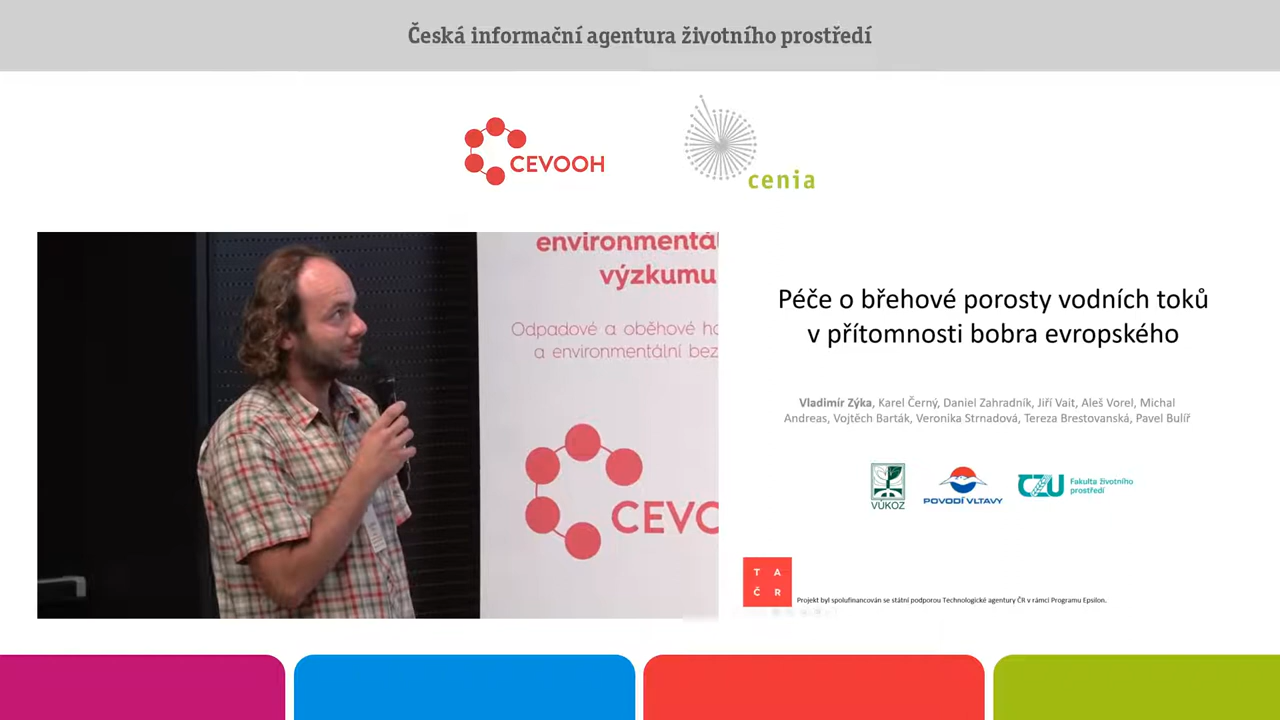 Česká informační agentura životního prostředí
CEVOOH
cenia
environmentá
výzkumu
Odpadové a oběhové ho
a environmentální bez
CEVO
Péče o břehové porosty vodních toků
v přítomnosti bobra evropského
Vladimír Zýka, Karel Černý, Daniel Zahradník, Jiří Vait, Aleš Vorel, Michal
Andreas, Vojtěch Barták, Veronika Strnadová, Tereza Brestovanská, Pavel Bulíř
VÚKOZ
POVODÍ VLTAVY
CZU Fakulta životního
prostředí
T A
Č R
Projekt byl spolufinancován se státní podporou Technologické agentury ČR v rámci Programu Epsilon.